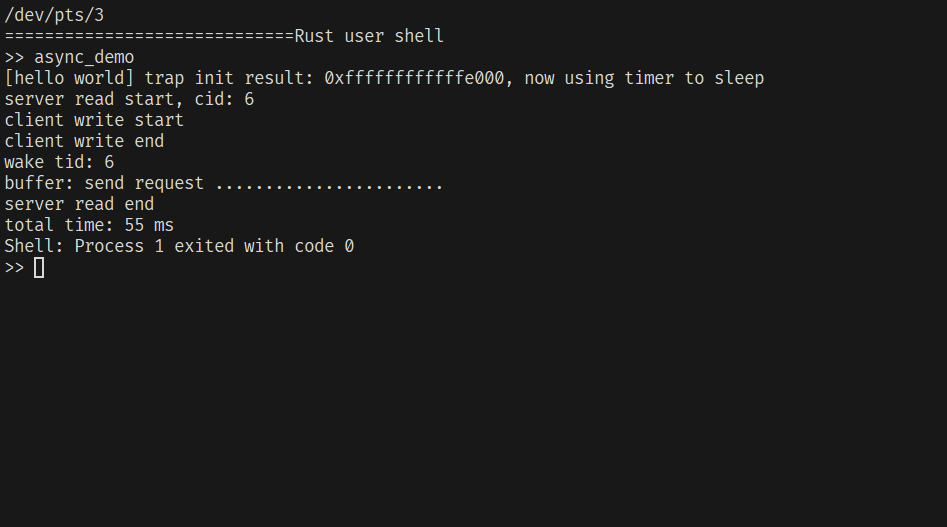 /dev/pts/3
=============================Rust user shell
>> async_demo
[hello world] trap init result: 0xffffffffffffe000, now using timer to sleep
server read start, cid: 6
client write start
client write end
wake tid: 6
buffer: send request .......................
server read end
total time: 55 ms
Shell: Process 1 exited with code 0
>>